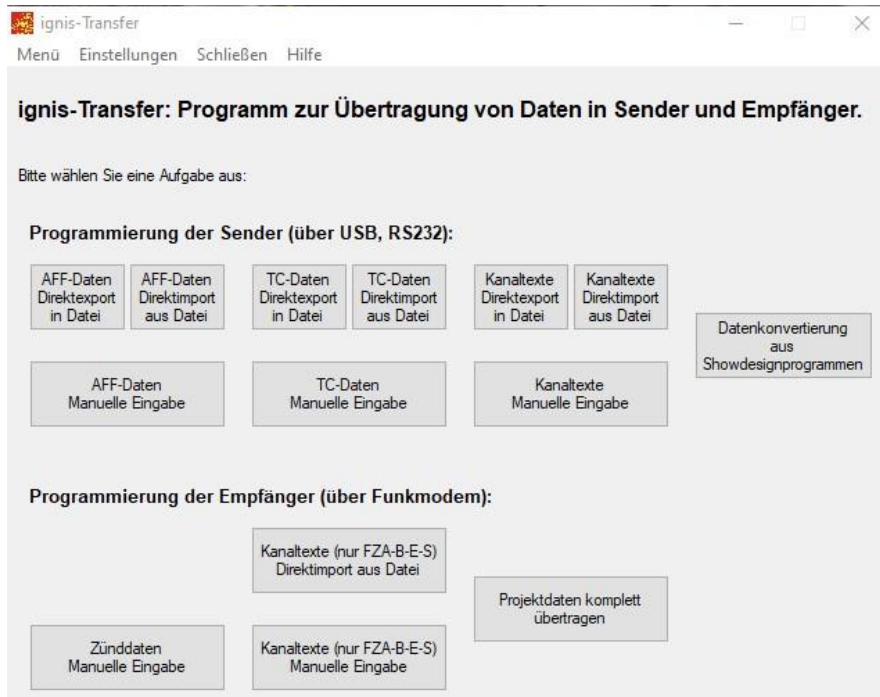 ignis-Transfer
Menü Einstellungen Schließen Hilfe
ignis-Transfer: Programm zur Übertragung von Daten in Sender und Empfänger.
Bitte wählen Sie eine Aufgabe aus:
Programmierung der Sender (über USB, RS232):
AFF-Daten
Direktexport
in Datei
AFF-Daten
Direktimport
aus Datei
TC-Daten
Direktexport
in Datei
TC-Daten
Direktimport
aus Datei
Kanaltexte
Direktexport
in Datei
Kanaltexte
Direktimport
aus Datei
Datenkonvertierung
aus
Showdesignprogrammen
AFF-Daten
Manuelle Eingabe
TC-Daten
Manuelle Eingabe
Kanaltexte
Manuelle Eingabe
Programmierung der Empfänger (über Funkmodem):
Kanaltexte (nur FZA-B-E-S)
Direktimport aus Datei
Projektdaten komplett
übertragen
Zünddaten
Manuelle Eingabe
Kanaltexte (nur FZA-B-E-S)
Manuelle Eingabe